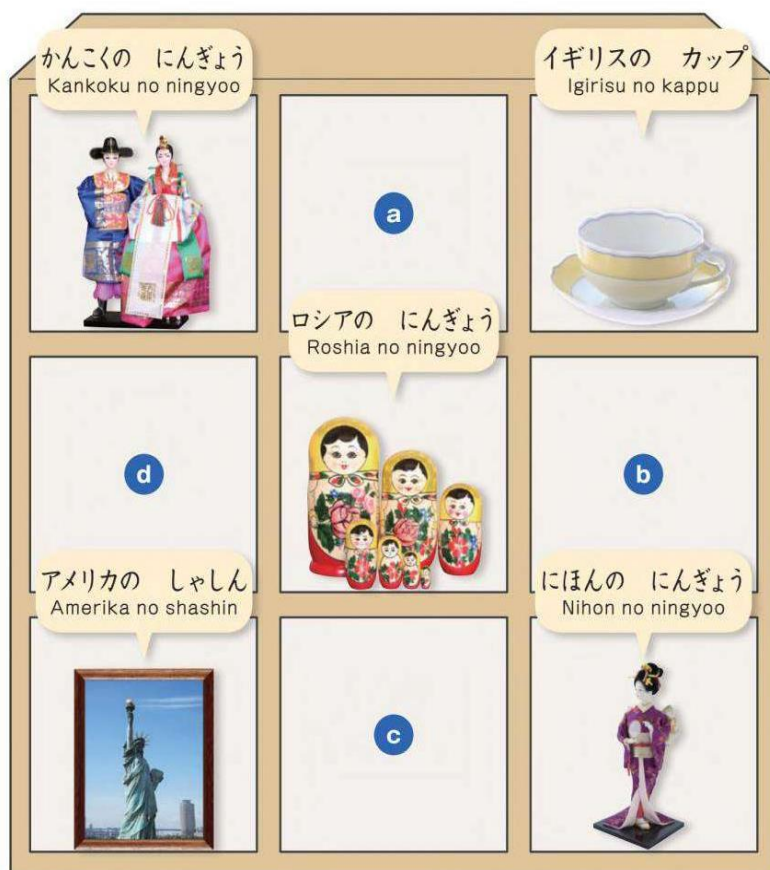 かんこくの にんぎょう
Kankoku no ningyoo
イギリスの カップ
Igirisu no kappu
a
ロシアの にんぎょう
Roshia no ningyoo
d
b
アメリカの しゃしん
Amerika no shashin
にほんの にんぎょう
Nihon no ningyoo
c